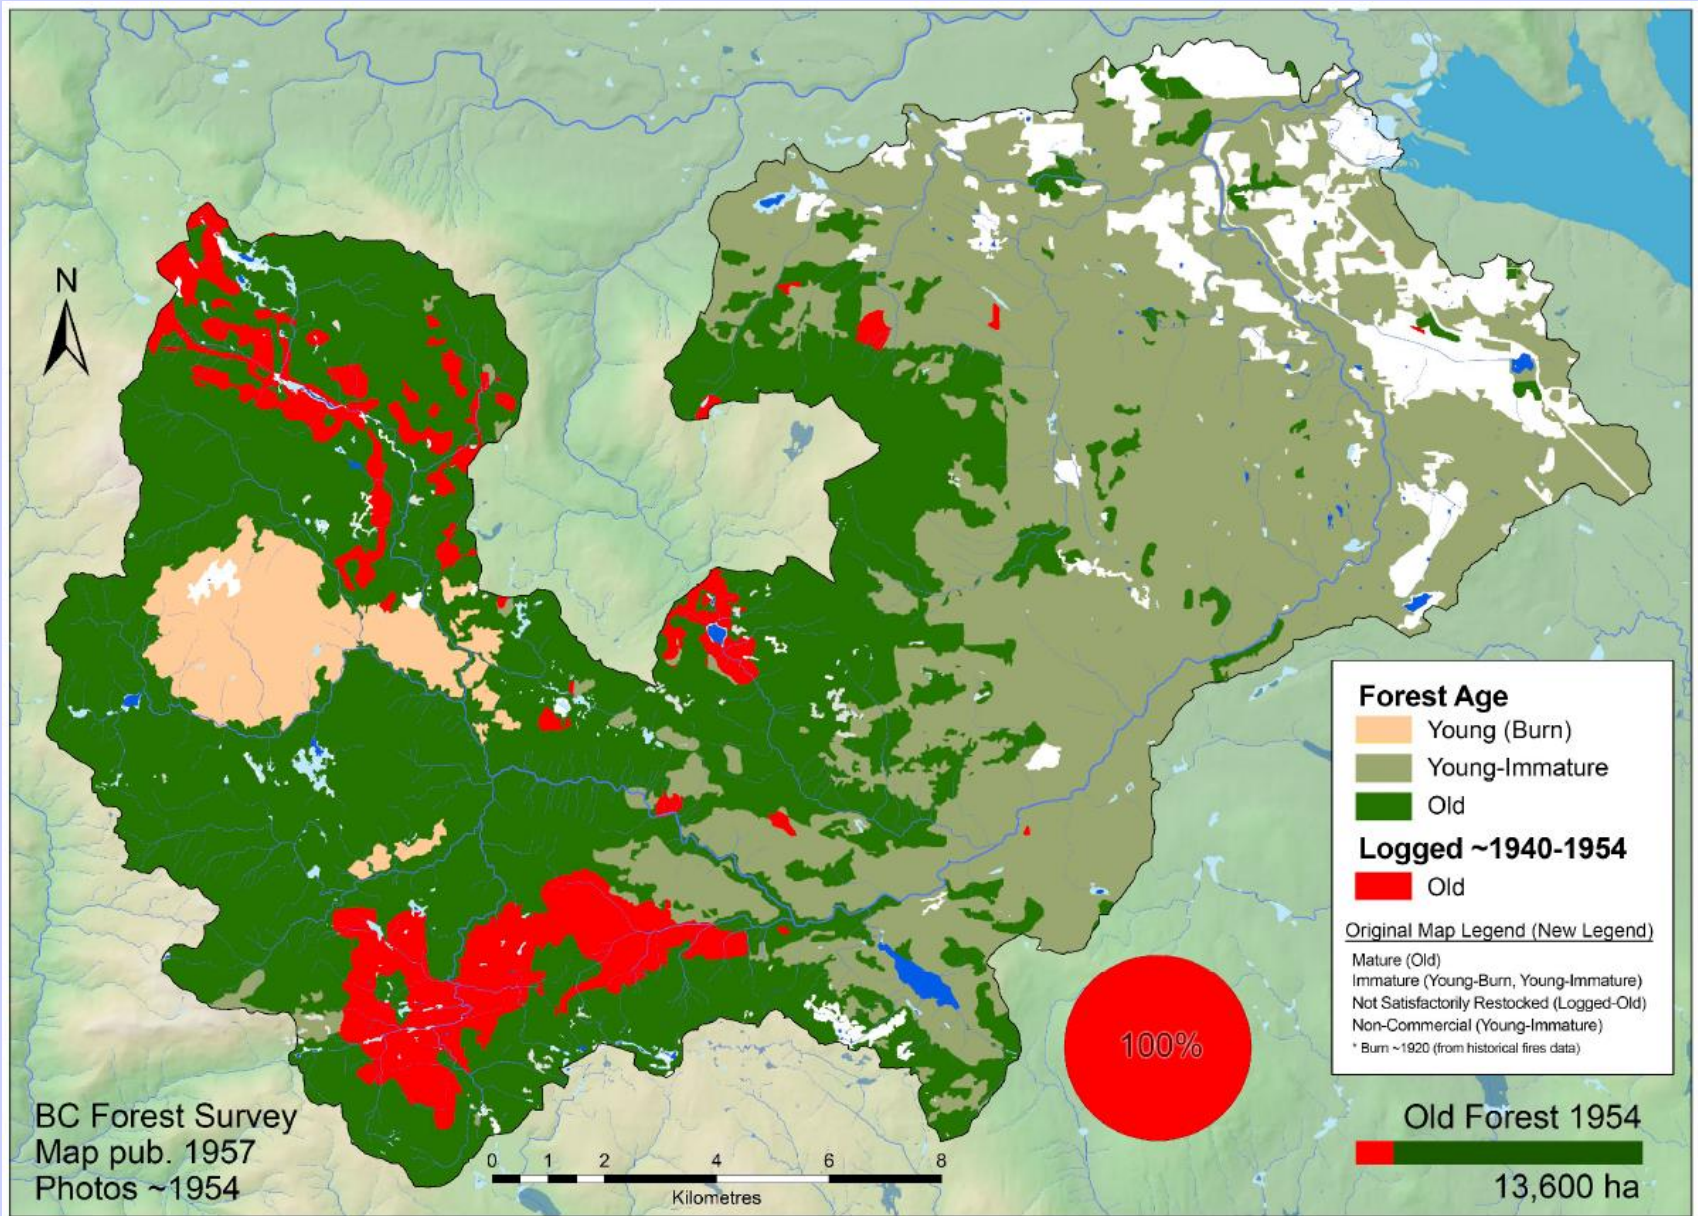 N
Forest Age
Young (Burn)
Young-Immature
Old
Logged ~1940-1954
Old
Original Map Legend (New Legend)
Mature (Old)
Immature (Young-Burn, Young-Immature)
Not Satisfactorily Restocked (Logged-Old)
Non-Commercial (Young-Immature)
* Burn ~1920 (from historical fires data)
100%
BC Forest Survey
Map pub. 1957
Photos ~1954
0 1 2 4 6 8
Kilometres
Old Forest 1954
13,600 ha